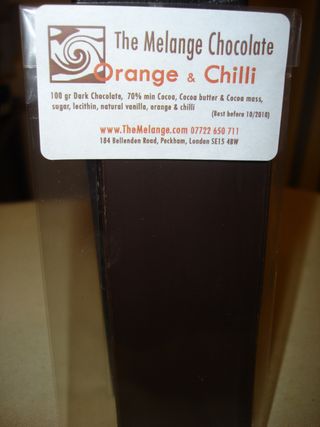 The Melange Chocolate
Orange & Chilli
100 gr Dark Chocolate, 70% min Cocoa, Cocoa butter & Cocoa mass,
sugar, lecithin, natural vanilla, orange & chilli
(Best before 10/2010)
www.TheMelange.com 07722 650 711
184 Bellenden Road, Peckham, London SE15 4BW